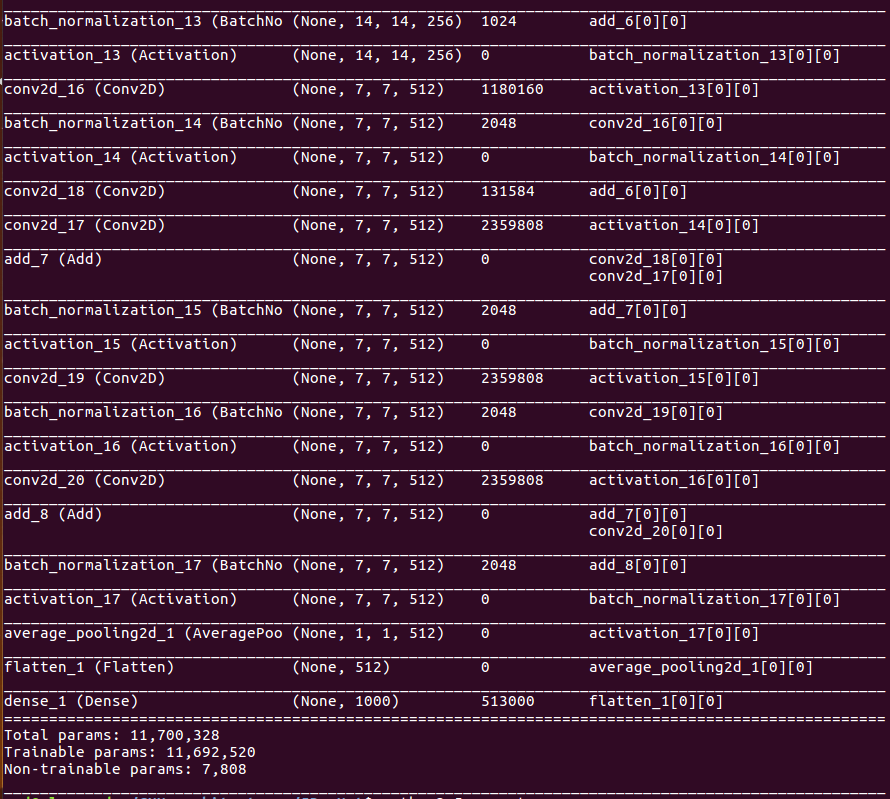 batch_normalization_13 (BatchNo (None, 14, 14, 256) 1024 add_6[0][0]
activation_13 (Activation) (None, 14, 14, 256) 0 batch_normalization_13[0][0]
conv2d_16 (Conv2D) (None, 7, 7, 512) 1180160 activation_13[0][0]
batch_normalization_14 (BatchNo (None, 7, 7, 512) 2048 conv2d_16[0][0]
activation_14 (Activation) (None, 7, 7, 512) 0 batch_normalization_14[0][0]
conv2d_18 (Conv2D) (None, 7, 7, 512) 131584 add_6[0][0]
conv2d_17 (Conv2D) (None, 7, 7, 512) 2359808 activation_14[0][0]
add_7 (Add) (None, 7, 7, 512) 0 conv2d_18[0][0]
conv2d_17[0][0]
batch_normalization_15 (BatchNo (None, 7, 7, 512) 2048 add_7[0][0]
activation_15 (Activation) (None, 7, 7, 512) 0 batch_normalization_15[0][0]
conv2d_19 (Conv2D) (None, 7, 7, 512) 2359808 activation_15[0][0]
batch_normalization_16 (BatchNo (None, 7, 7, 512) 2048 conv2d_19[0][0]
activation_16 (Activation) (None, 7, 7, 512) 0 batch_normalization_16[0][0]
conv2d_20 (Conv2D) (None, 7, 7, 512) 2359808 activation_16[0][0]
add_8 (Add) (None, 7, 7, 512) 0 add_7[0][0]
conv2d_20[0][0]
batch_normalization_17 (BatchNo (None, 7, 7, 512) 2048 add_8[0][0]
activation_17 (Activation) (None, 7, 7, 512) 0 batch_normalization_17[0][0]
average_pooling2d_1 (AveragePoo (None, 1, 1, 512) 0 activation_17[0][0]
flatten_1 (Flatten) (None, 512) 0 average_pooling2d_1[0][0]
dense_1 (Dense) (None, 1000) 513000 flatten_1[0][0]
Total params: 11,700,328
Trainable params: 11,692,520
Non-trainable params: 7,808